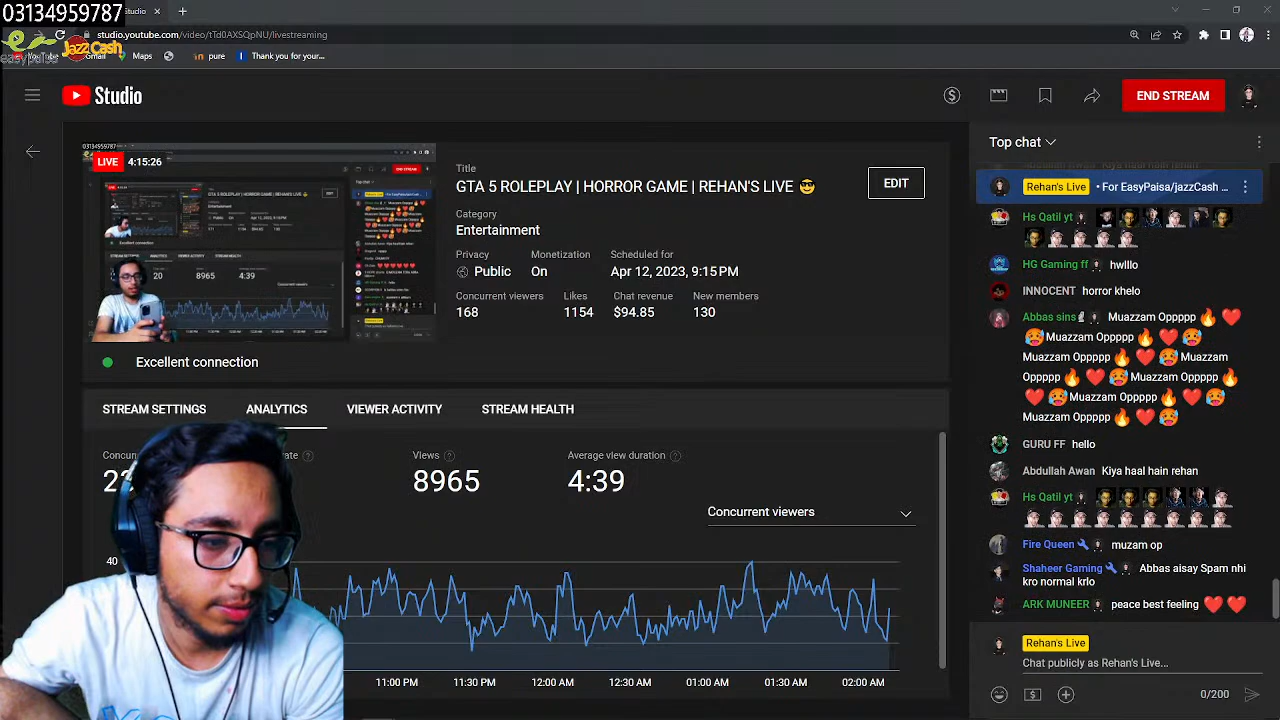 03134959787
dio
studio.youtube.com/video/tTd0AXSQpNU/livestreaming
easypaisa
JazzCash
YouTube
Gmail
Maps
pure
Thank you for your...
Studio
END STREAM
LIVE
4:15:26
Title
GTA 5 ROLEPLAY | HORROR GAME | REHAN'S LIVE 😎
EDIT
Category
Entertainment
Privacy
Monetization
Scheduled for
Public
On
Apr 12, 2023, 9:15 PM
Concurrent viewers
Likes
Chat revenue
New members
168
1154
$94.85
130
Excellent connection
STREAM SETTINGS
ANALYTICS
VIEWER ACTIVITY
STREAM HEALTH
Views
Average view duration
8965
4:39
Concurrent viewers
40
11:00 PM
11:30 PM
12:00 AM
12:30 AM
01:00 AM
01:30 AM
02:00 AM
Top chat
Rehan's Live For EasyPaisa/jazzCash ...
Hs Qatil yt
HG Gaming hwlllo
INNOCENT horror khelo
Abbas sins Muazzam Oppppp 🔥 ❤️
🥵 Muazzam Oppppp 🔥 ❤️ 🥵
Muazzam Oppppp 🔥 ❤️ 🥵 Muazzam
Oppppp 🔥 ❤️ 🥵 Muazzam Opppp 🔥
❤️ 🥵 Muazzam Oppppp 🔥 ❤️ 🥵
Muazzam Opppp 🔥 ❤️ 🥵
GURU FF hello
Abdullah Awan Kiya haal hain rehan
Hs Qatil yt
Fire Queen muzam op
Shaheer Gaming Abbas aisay Spam nhi
kro normal kro
ARK MUNEER peace best feeling ❤️ ❤️
Rehan's Live
Chat publicly as Rehan's Live...
0/200